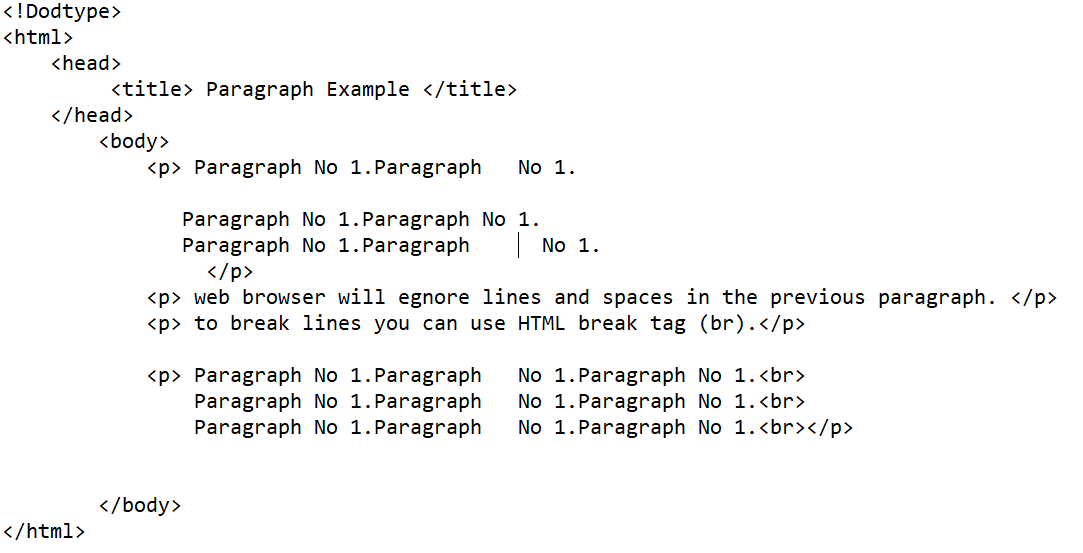 <!Dodtype>
<html>
    <head>
         <title> Paragraph Example </title>
    </head>
        <body>
            <p> Paragraph No 1.Paragraph   No 1.

               Paragraph No 1.Paragraph No 1.
               Paragraph No 1.Paragraph      No 1.
                 </p>
            <p> web browser will egnore lines and spaces in the previous paragraph. </p>
            <p> to break lines you can use HTML break tag (br).</p>

            <p> Paragraph No 1.Paragraph   No 1.Paragraph No 1.<br>
                Paragraph No 1.Paragraph   No 1.Paragraph No 1.<br>
                Paragraph No 1.Paragraph   No 1.Paragraph No 1.<br></p>


        </body>
</html>